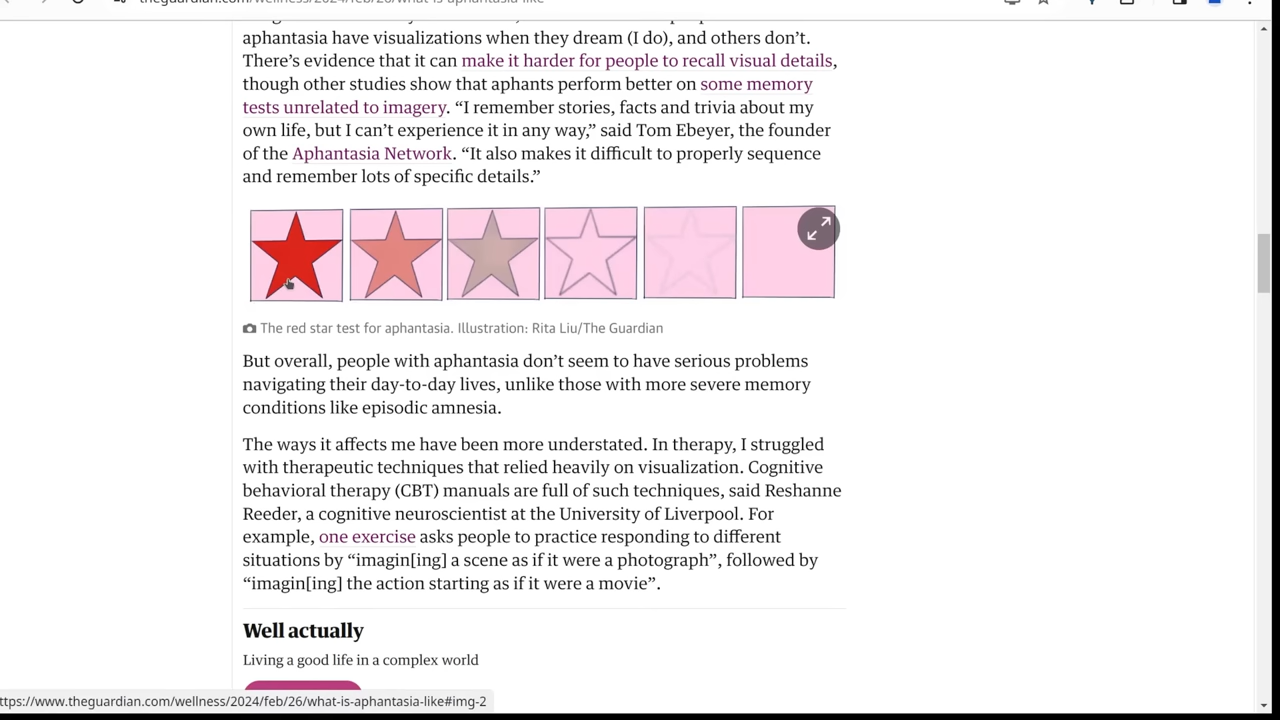 theguardian.com/wellness/2024/feb/26/what-is-aphantasia-like
aphantasia have visualizations when they dream (I do), and others don’t.
There’s evidence that it can make it harder for people to recall visual details,
though other studies show that aphants perform better on some memory
tests unrelated to imagery. “I remember stories, facts and trivia about my
own life, but I can’t experience it in any way,” said Tom Ebeyer, the founder
of the Aphantasia Network. “It also makes it difficult to properly sequence
and remember lots of specific details.”
The red star test for aphantasia. Illustration: Rita Liu/The Guardian
But overall, people with aphantasia don’t seem to have serious problems
navigating their day-to-day lives, unlike those with more severe memory
conditions like episodic amnesia.
The ways it affects me have been more understated. In therapy, I struggled
with therapeutic techniques that relied heavily on visualization. Cognitive
behavioral therapy (CBT) manuals are full of such techniques, said Reshanne
Reeder, a cognitive neuroscientist at the University of Liverpool. For
example, one exercise asks people to practice responding to different
situations by “imagin[ing] a scene as if it were a photograph”, followed by
“imagin[ing] the action starting as if it were a movie”.
Well actually
Living a good life in a complex world
ttps://www.theguardian.com/wellness/2024/feb/26/what-is-aphantasia-like#img-2